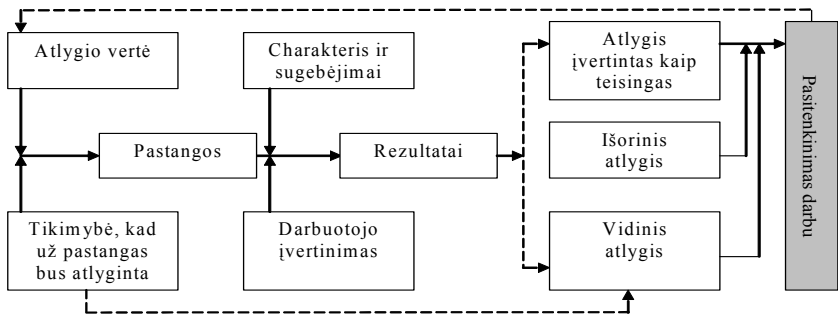 Atlygio vertė
Charakteris ir
sugebėjimai
Atlygis
įvertintas kaip
teisingas
Pastangos
Rezultatai
Išorinis
atlygis
Tikimybė, kad
už pastangas
bus atlyginta
Darbuotojo
įvertinimas
Vidinis
atlygis
Pasitenkinimas darbu